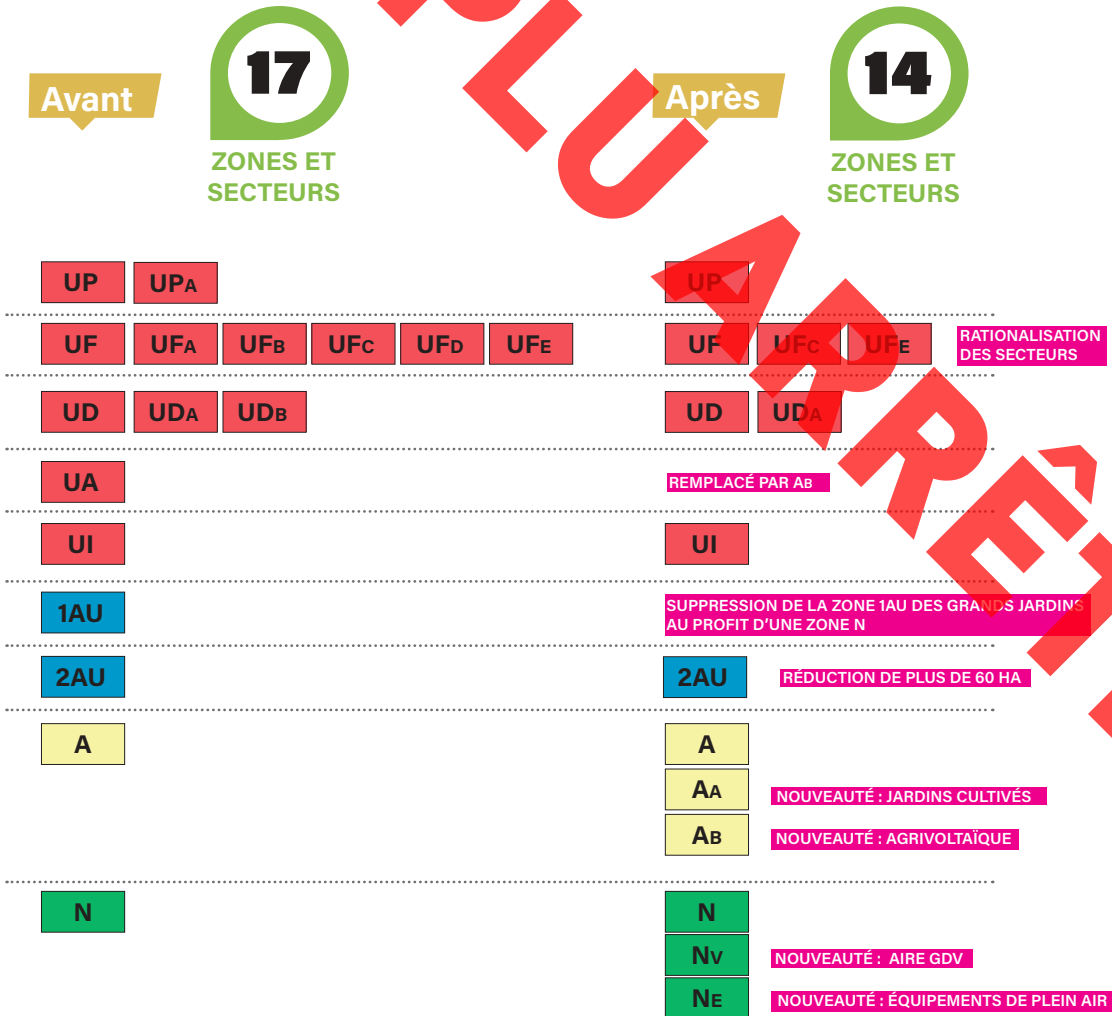 PLU ARRÊT
Avant
17
ZONES ET
SECTEURS
Après
14
ZONES ET
SECTEURS
UP UPA UP
UF UFA UFB UFC UFD UFE UF UFC UFE RATIONALISATION
DES SECTEURS
UD UDA UDB UD UDA
UA REMPLACÉ PAR AB
UI UI
1AU SUPPRESSION DE LA ZONE 1AU DES GRANDS JARDINS
AU PROFIT D'UNE ZONE N
2AU 2AU RÉDUCTION DE PLUS DE 60 HA
A A
AA NOUVEAUTÉ : JARDINS CULTIVÉS
AB NOUVEAUTÉ : AGRIVOLTAÏQUE
N N
NV NOUVEAUTÉ : AIRE GDV
NE NOUVEAUTÉ : ÉQUIPEMENTS DE PLEIN AIR